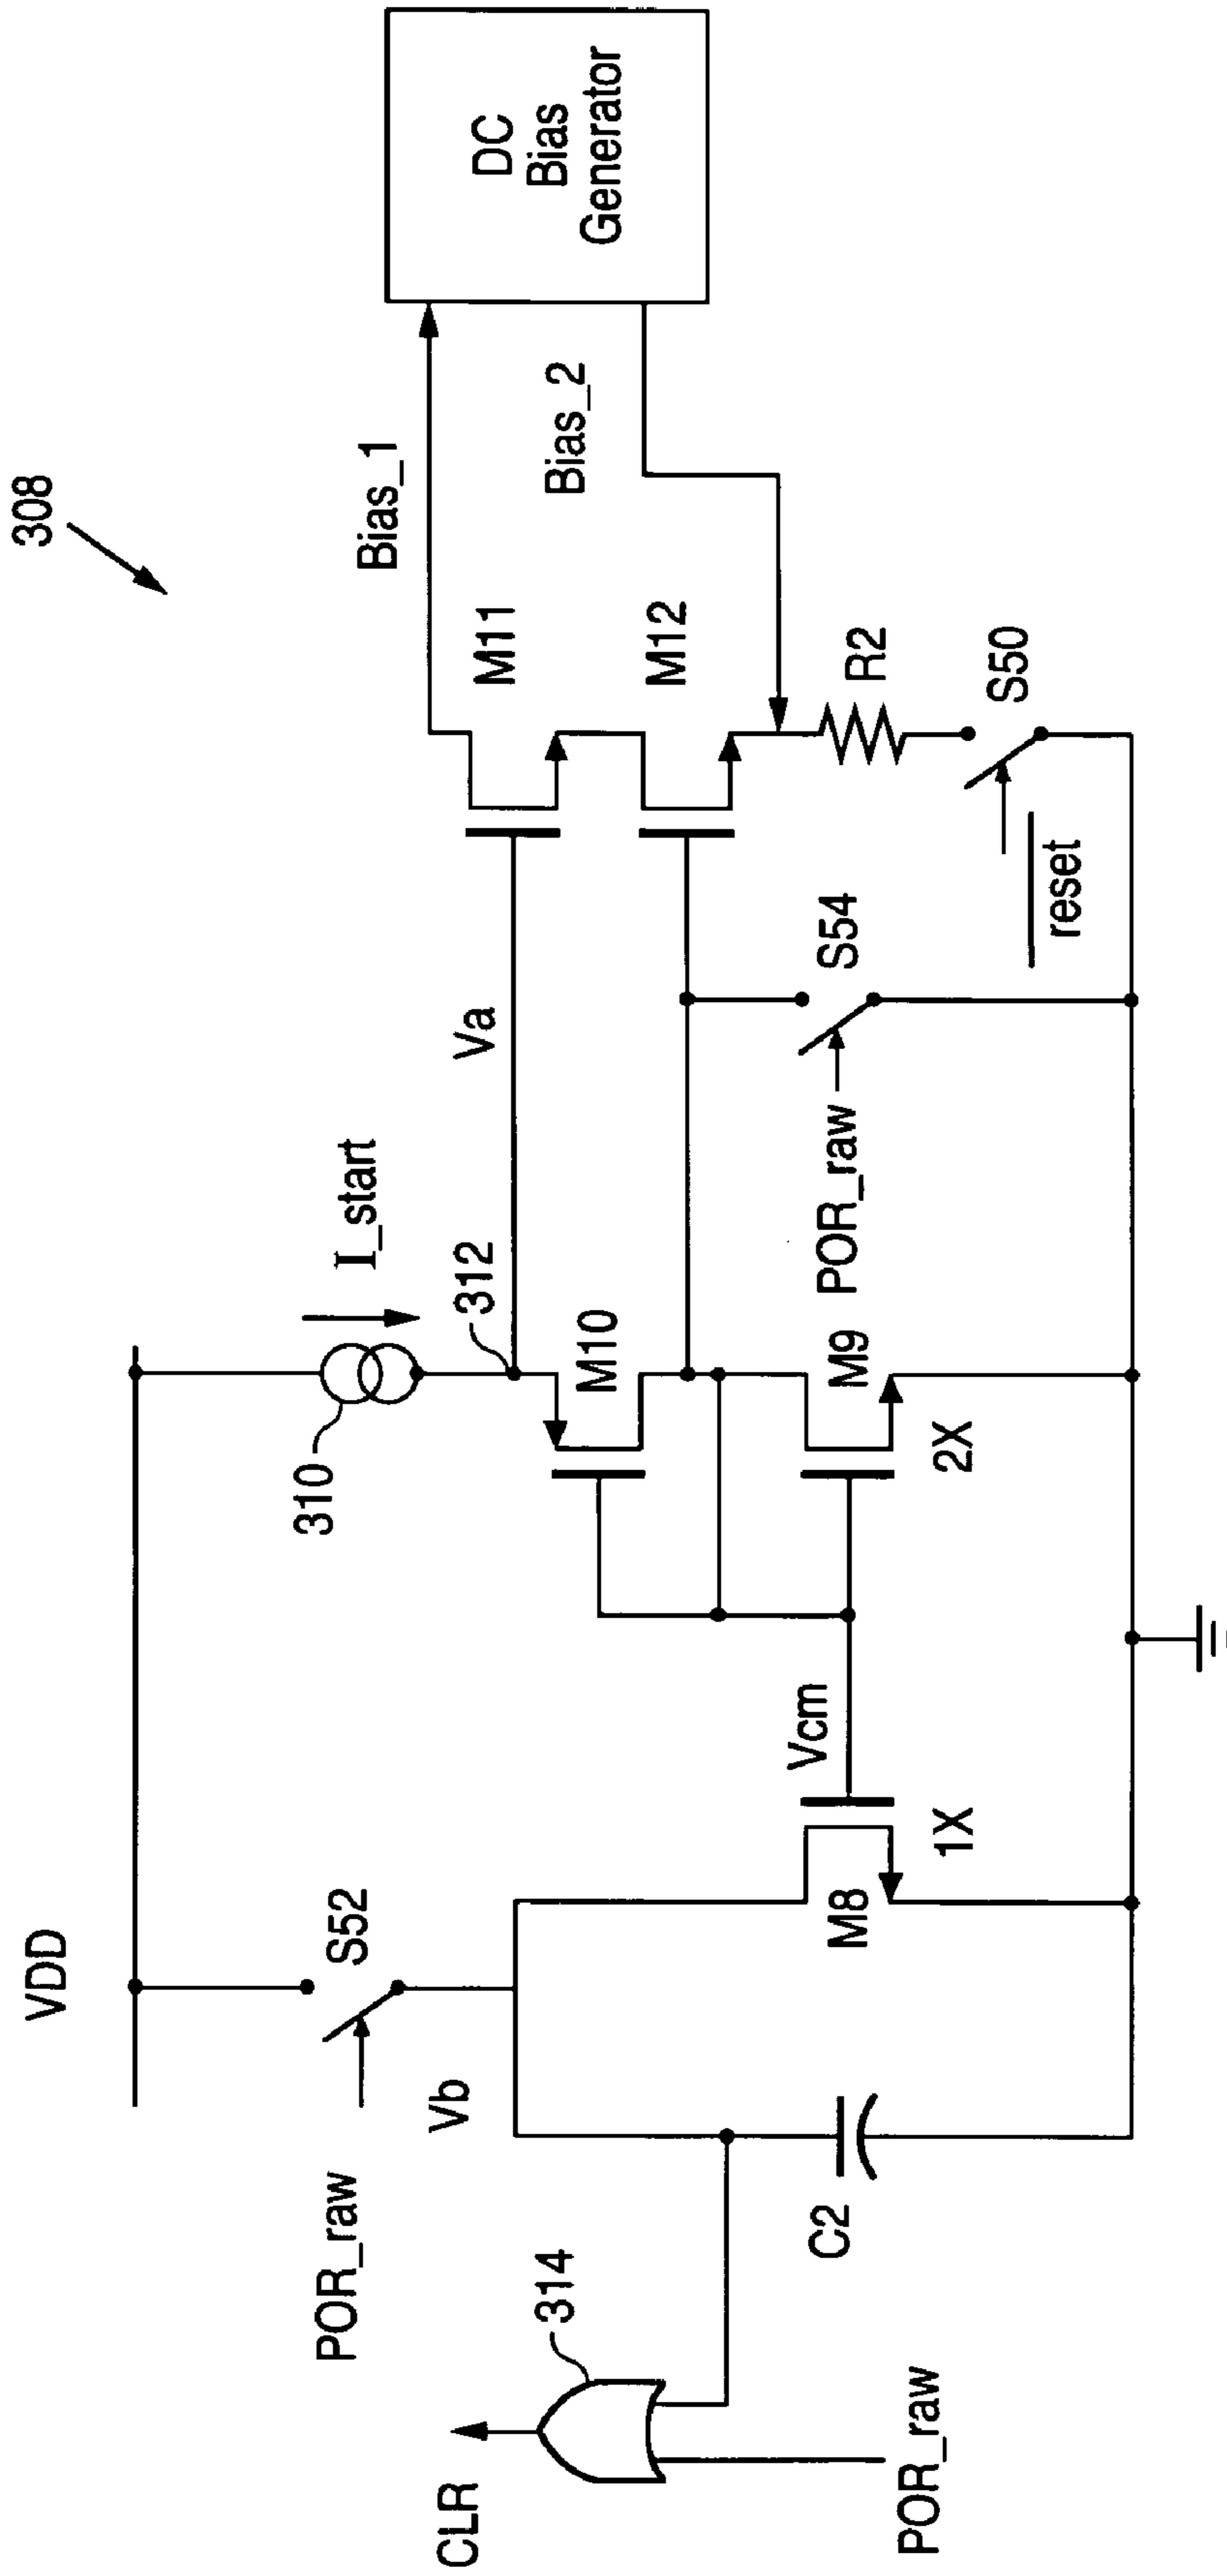 308
VDD
POR_raw
S52
Vb
CLR
314
POR_raw
C2
M8
1X
Vcm
310
I_start
312
M10
M9
2X
Va
POR_raw
S54
Bias_1
M11
M12
Bias_2
R2
S50
reset
DC
Bias
Generator